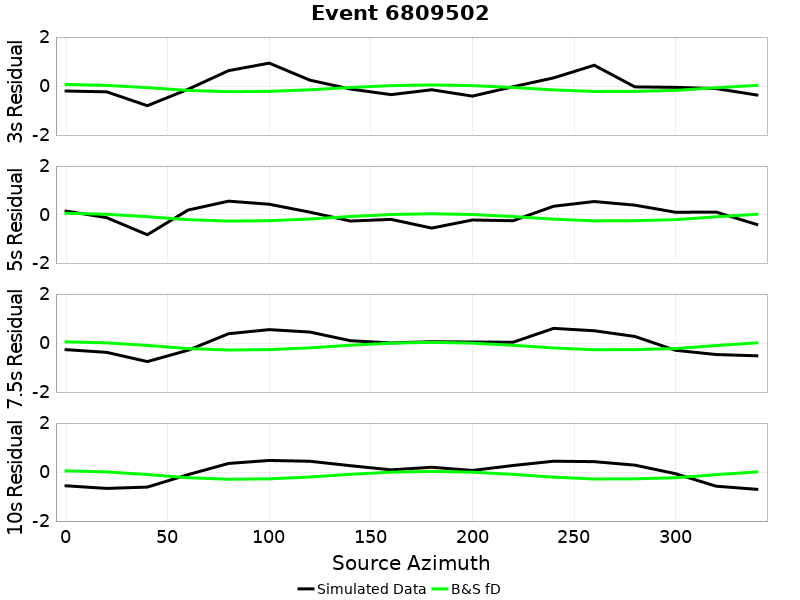 Event 6809502
3s Residual
2
0
-2
5s Residual
2
0
-2
7.5s Residual
2
0
-2
10s Residual
2
0
-2
0 50 100 150 200 250 300
Source Azimuth
Simulated Data B&S fD